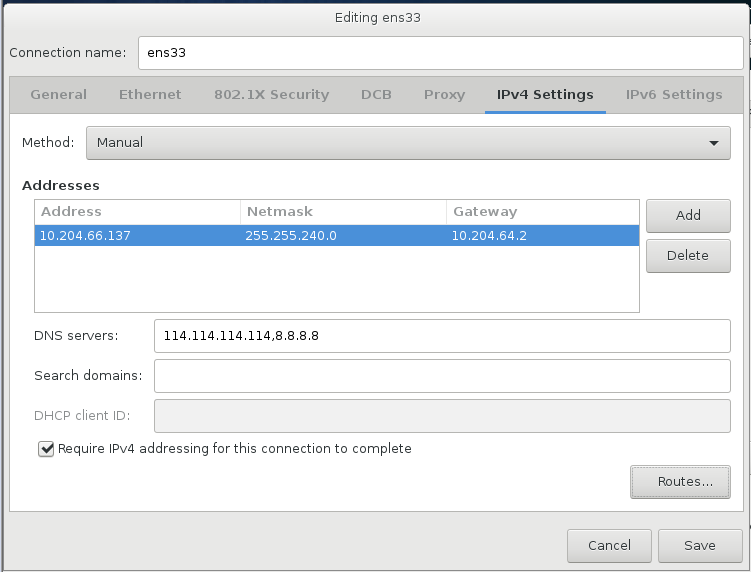 Editing ens33
Connection name: ens33
General Ethernet 802.1X Security DCB Proxy IPv4 Settings IPv6 Settings
Method: Manual
Addresses
Address Netmask Gateway
10.204.66.137 255.255.240.0 10.204.64.2
Add
Delete
DNS servers: 114.114.114.114,8.8.8.8
Search domains:
DHCP client ID:
Require IPv4 addressing for this connection to complete
Routes...
Cancel Save